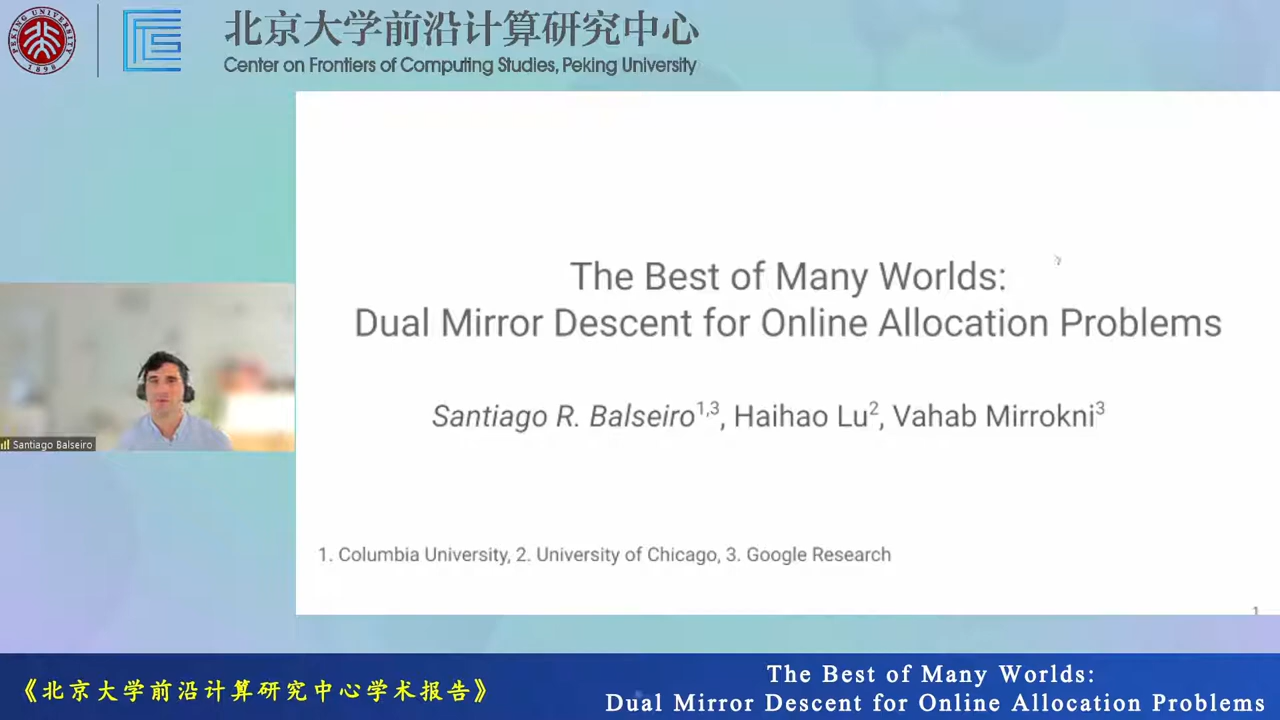 PEKING UNIVERSITY
1898
北京大学前沿计算研究中心
Center on Frontiers of Computing Studies, Peking University
The Best of Many Worlds:
Dual Mirror Descent for Online Allocation Problems
Santiago R. Balseiro1,3, Haihao Lu2, Vahab Mirrokni3
Santiago Balseiro
1. Columbia University, 2. University of Chicago, 3. Google Research
1
《北京大学前沿计算研究中心学术报告》
The Best of Many Worlds:
Dual Mirror Descent for Online Allocation Problems